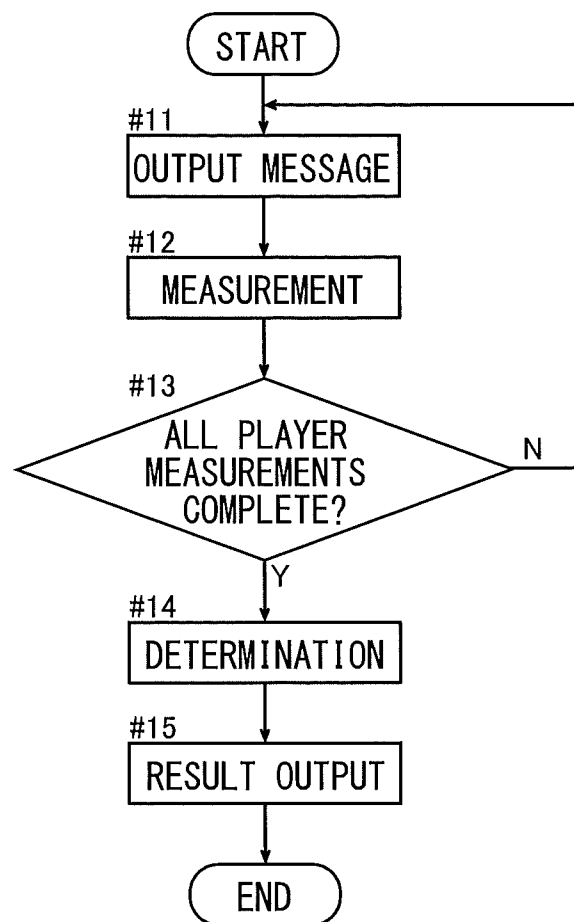 START
#11
OUTPUT MESSAGE
#12
MEASUREMENT
#13
ALL PLAYER
MEASUREMENTS
COMPLETE?
N
Y
#14
DETERMINATION
#15
RESULT OUTPUT
END